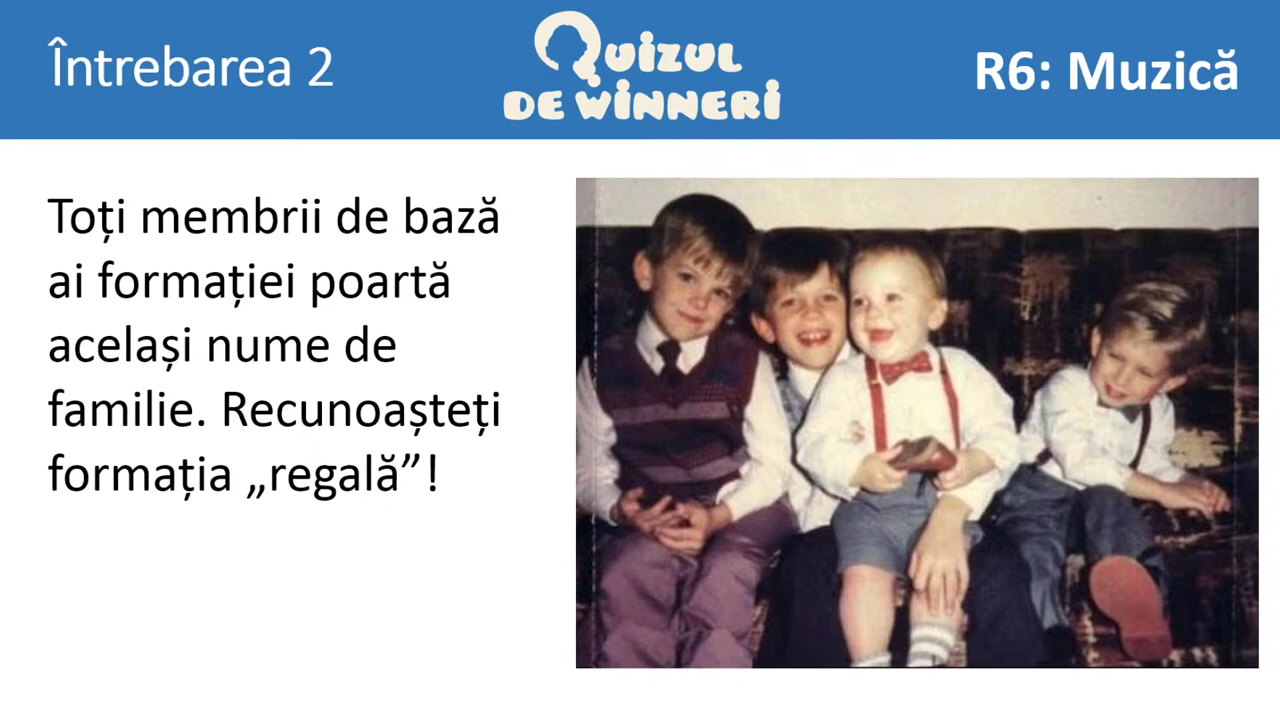 Întrebarea 2
Quizul
de winneri
R6: Muzică
Toți membrii de bază
ai formației poartă
același nume de
familie. Recunoașteți
formația „regală”!